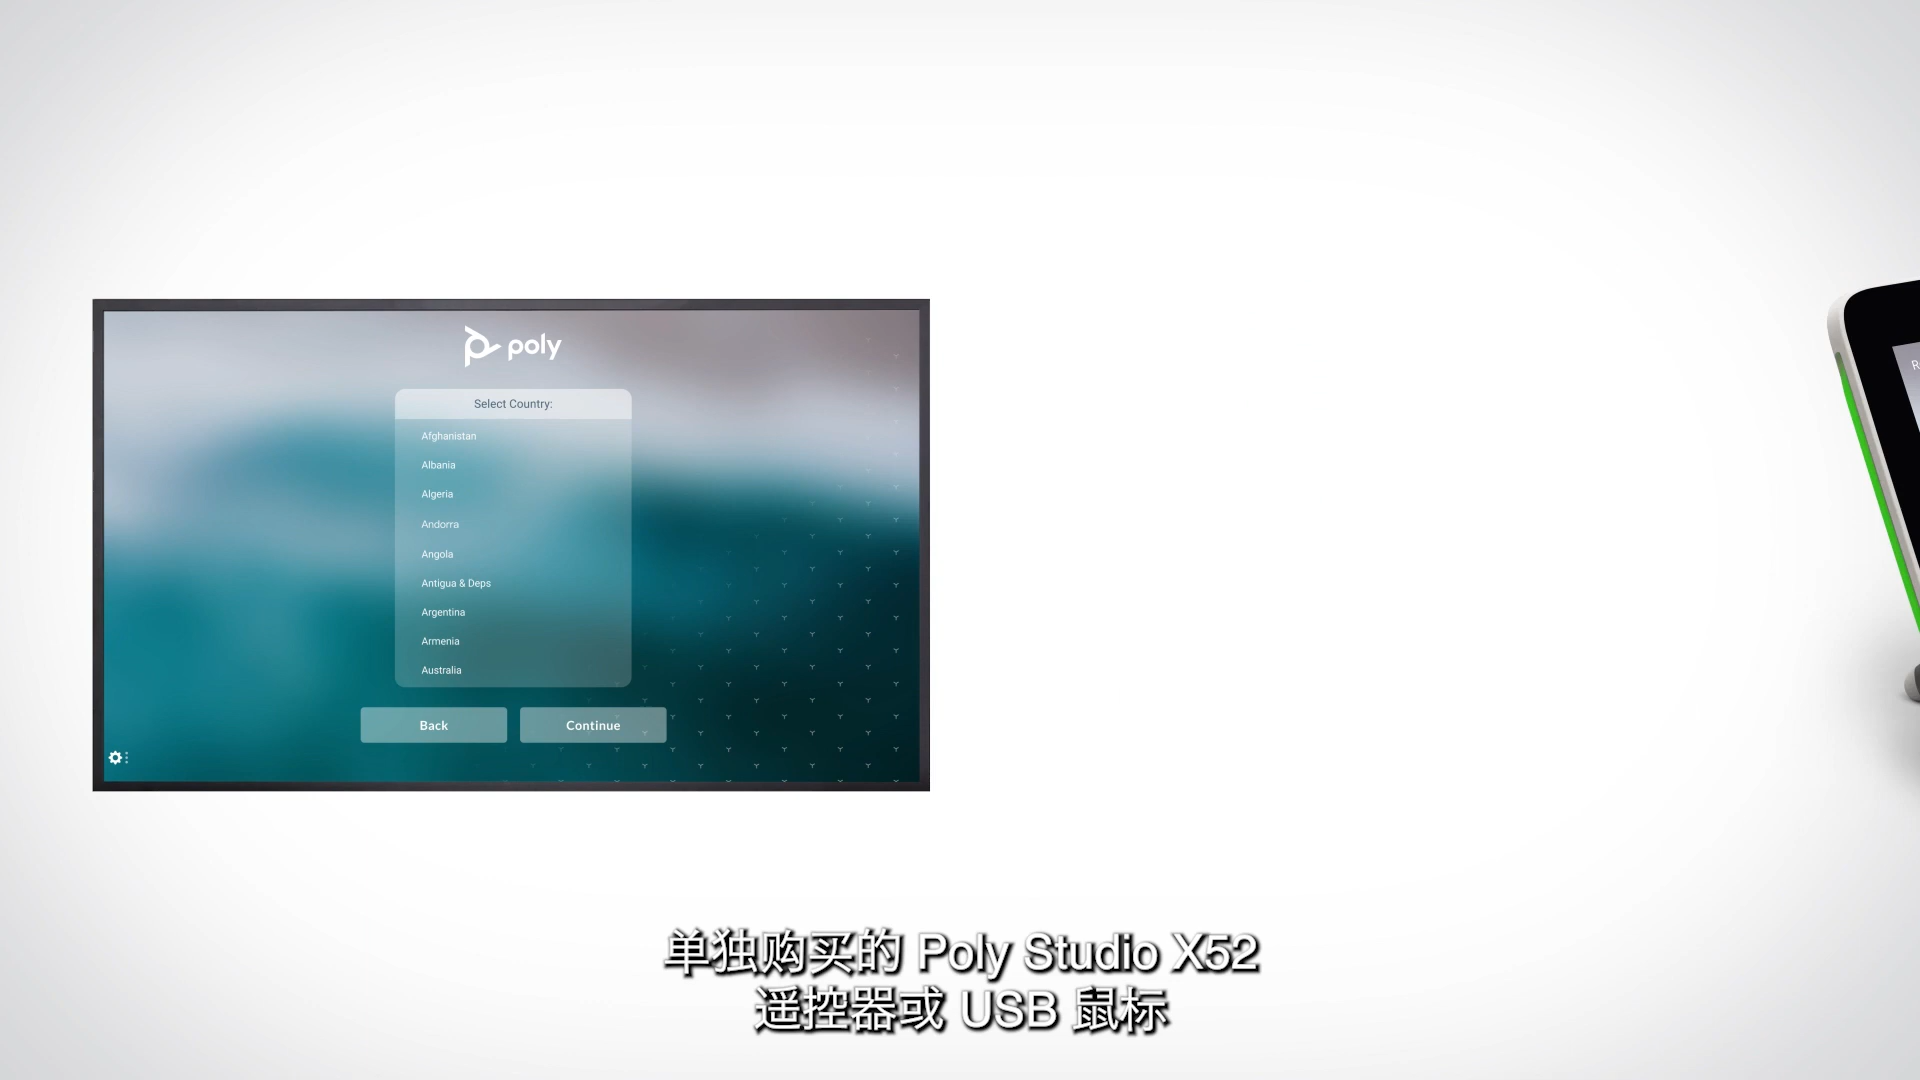 poly
Select Country:
Afghanistan
Albania
Algeria
Andorra
Angola
Antigua & Deps
Argentina
Armenia
Australia
Back
Continue
单独购买的 Poly Studio X52
遥控器或 USB 鼠标